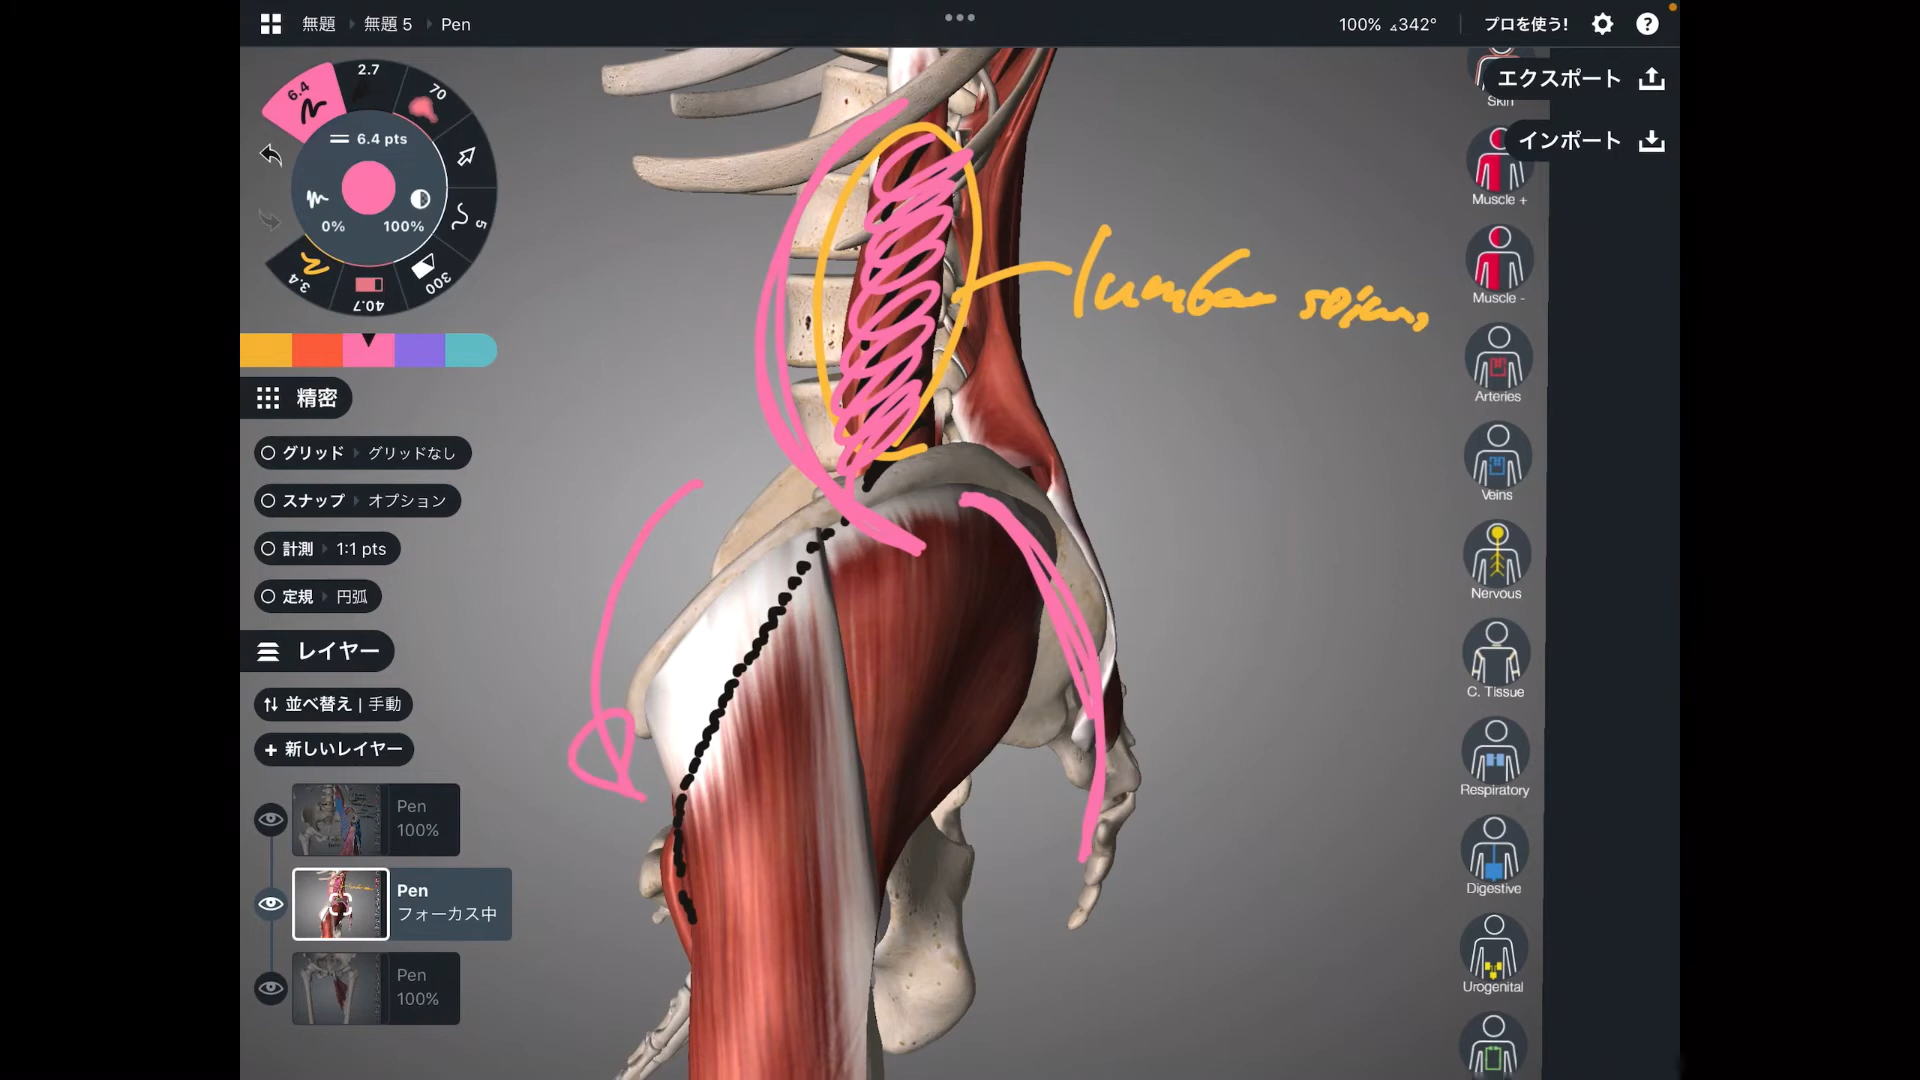 無題 無題 5 Pen
100% 342° プロを使う!
エクスポート
インポート
2.7
6.4
70
6.4 pts
0% 100%
5
3.4
40.7
300
精密
グリッド グリッドなし
スナップ オプション
計測 1:1 pts
定規 円弧
レイヤー
並べ替え | 手動
+ 新しいレイヤー
Pen
100%
Pen
フォーカス中
Pen
100%
lumbar
Skin
Muscle +
Muscle -
Arteries
Veins
Nervous
C. Tissue
Respiratory
Digestive
Urogenital